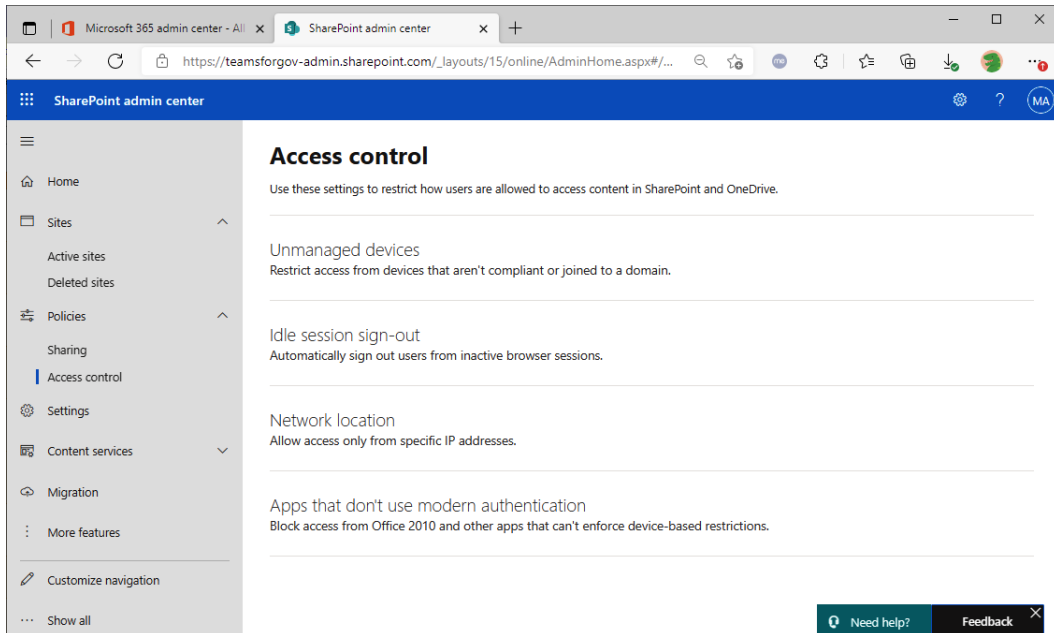 Microsoft 365 admin center - All
SharePoint admin center
https://teamsforgov-admin.sharepoint.com/_layouts/15/online/AdminHome.aspx#/...
me
SharePoint admin center
?
MA
Home
Sites
Active sites
Deleted sites
Policies
Sharing
Access control
Settings
Content services
Migration
More features
Customize navigation
Show all
Access control
Use these settings to restrict how users are allowed to access content in SharePoint and OneDrive.
Unmanaged devices
Restrict access from devices that aren't compliant or joined to a domain.
Idle session sign-out
Automatically sign out users from inactive browser sessions.
Network location
Allow access only from specific IP addresses.
Apps that don't use modern authentication
Block access from Office 2010 and other apps that can't enforce device-based restrictions.
Need help?
Feedback